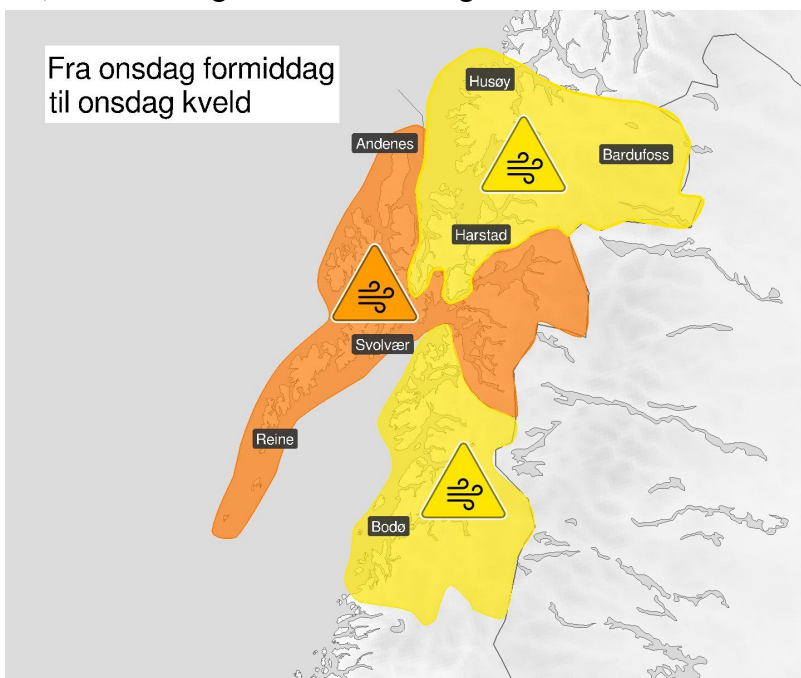 Fra onsdag formiddag
til onsdag kveld
Husøy
Andenes
Bardufoss
Harstad
Svolvær
Reine
Bodø